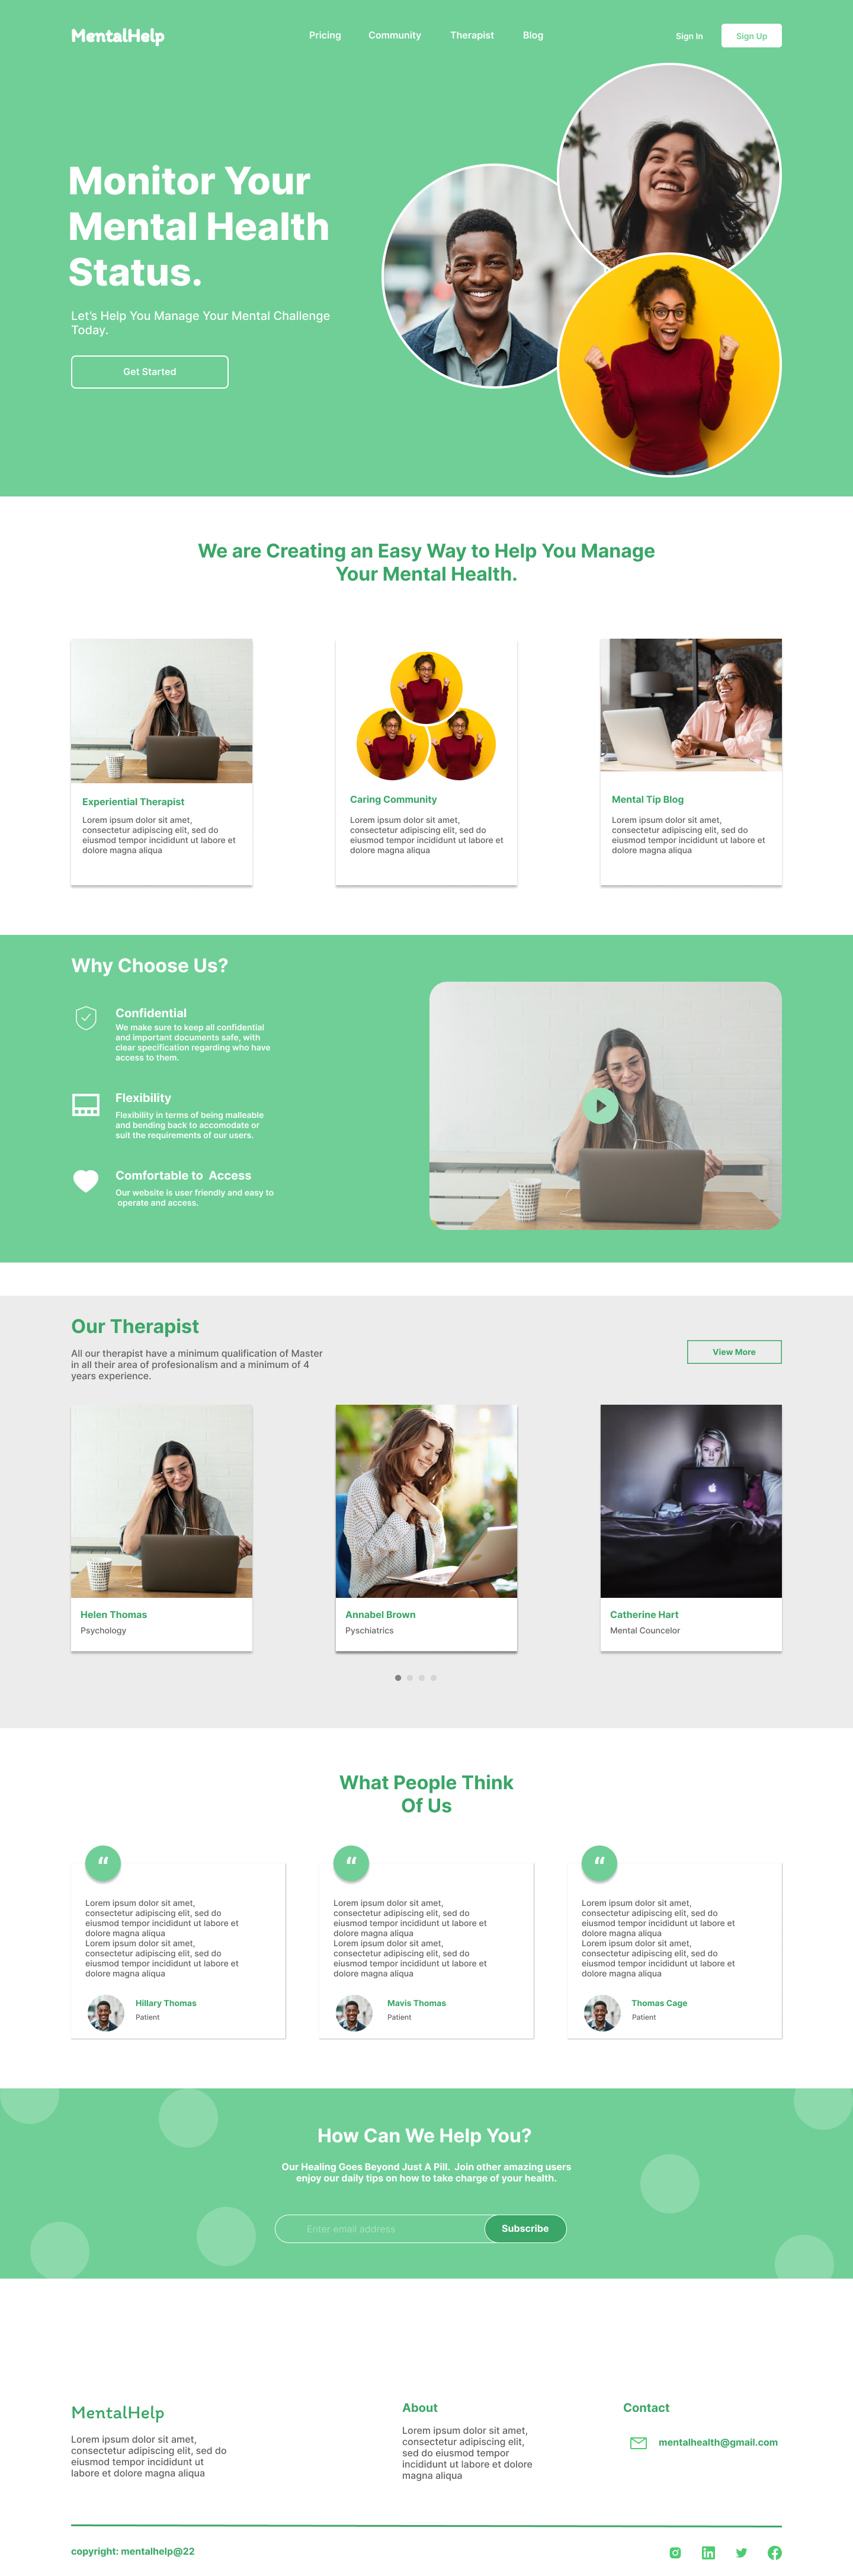 MentalHelp
Pricing
Community
Therapist
Blog
Sign In
Sign Up
Monitor Your
Mental Health
Status.
Let's Help You Manage Your Mental Challenge
Today.
Get Started
We are Creating an Easy Way to Help You Manage
Your Mental Health.
Experiential Therapist
Lorem ipsum dolor sit amet,
consectetur adipiscing elit, sed do
eiusmod tempor incididunt ut labore et
dolore magna aliqua
Caring Community
Lorem ipsum dolor sit amet,
consectetur adipiscing elit, sed do
eiusmod tempor incididunt ut labore et
dolore magna aliqua
Mental Tip Blog
Lorem ipsum dolor sit amet,
consectetur adipiscing elit, sed do
eiusmod tempor incididunt ut labore et
dolore magna aliqua
Why Choose Us?
Confidential
We make sure to keep all confidential
and important documents safe, with
clear specification regarding who have
access to them.
Flexibility
Flexibility in terms of being malleable
and bending back to accomodate or
suit the requirements of our users.
Comfortable to  Access
Our website is user friendly and easy to
operate and access.
Our Therapist
All our therapist have a minimum qualification of Master
in all their area of profesionalism and a minimum of 4
years experience.
View More
Helen Thomas
Psychology
Annabel Brown
Pyschiatrics
Catherine Hart
Mental Councelor
What People Think
Of Us
“
Lorem ipsum dolor sit amet,
consectetur adipiscing elit, sed do
eiusmod tempor incididunt ut labore et
dolore magna aliqua
Lorem ipsum dolor sit amet,
consectetur adipiscing elit, sed do
eiusmod tempor incididunt ut labore et
dolore magna aliqua
Hillary Thomas
Patient
“
Lorem ipsum dolor sit amet,
consectetur adipiscing elit, sed do
eiusmod tempor incididunt ut labore et
dolore magna aliqua
Lorem ipsum dolor sit amet,
consectetur adipiscing elit, sed do
eiusmod tempor incididunt ut labore et
dolore magna aliqua
Mavis Thomas
Patient
“
Lorem ipsum dolor sit amet,
consectetur adipiscing elit, sed do
eiusmod tempor incididunt ut labore et
dolore magna aliqua
Lorem ipsum dolor sit amet,
consectetur adipiscing elit, sed do
eiusmod tempor incididunt ut labore et
dolore magna aliqua
Thomas Cage
Patient
How Can We Help You?
Our Healing Goes Beyond Just A Pill.  Join other amazing users
enjoy our daily tips on how to take charge of your health.
Enter email address
Subscribe
MentalHelp
Lorem ipsum dolor sit amet,
consectetur adipiscing elit, sed do
eiusmod tempor incididunt ut
labore et dolore magna aliqua
About
Lorem ipsum dolor sit amet,
consectetur adipiscing elit,
sed do eiusmod tempor
incididunt ut labore et dolore
magna aliqua
Contact
mentalhealth@gmail.com
copyright: mentalhelp@22